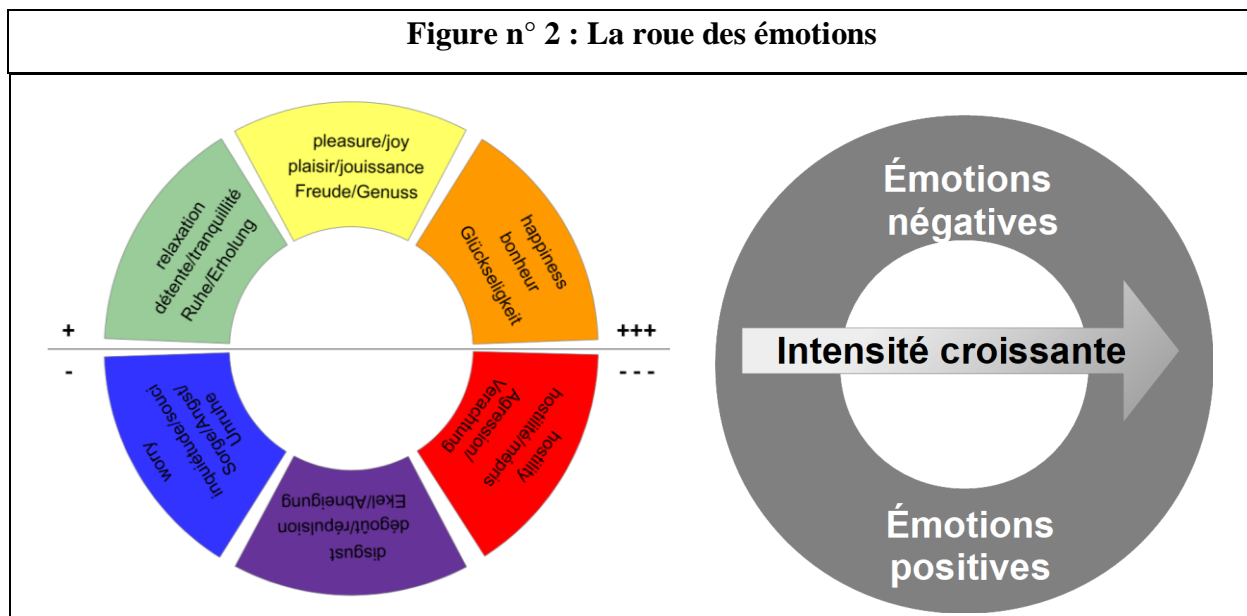 Figure n° 2 : La roue des émotions
pleasure/joy
plaisir/jouissance
Freude/Genuss
relaxation
détente/tranquillité
Ruhe/Erholung
happiness
bonheur
Glückseligkeit
+
+++
-
- - -
worry
inquiétude/souci
Sorge/Angst/
Unruhe
disgust
dégoût/répulsion
Ekel/Abneigung
hostility
hostilité/mépris
Agression/
Verachtung
Émotions
négatives
Intensité croissante
Émotions
positives